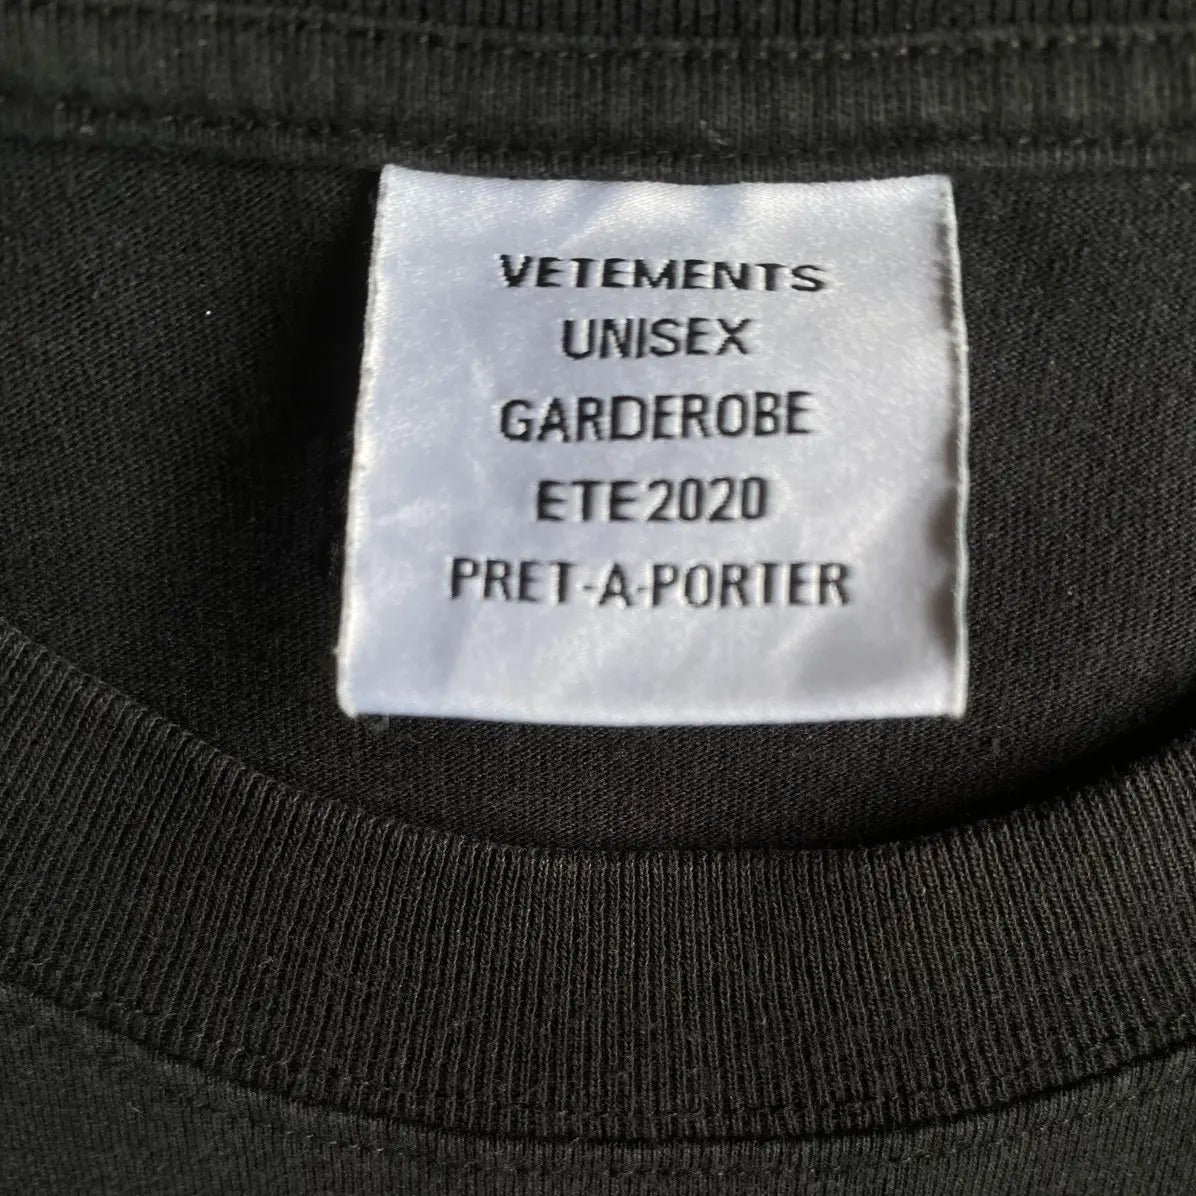 VETEMENTS
UNISEX
GARDEROBE
ETE2020
PRET-A-PORTER